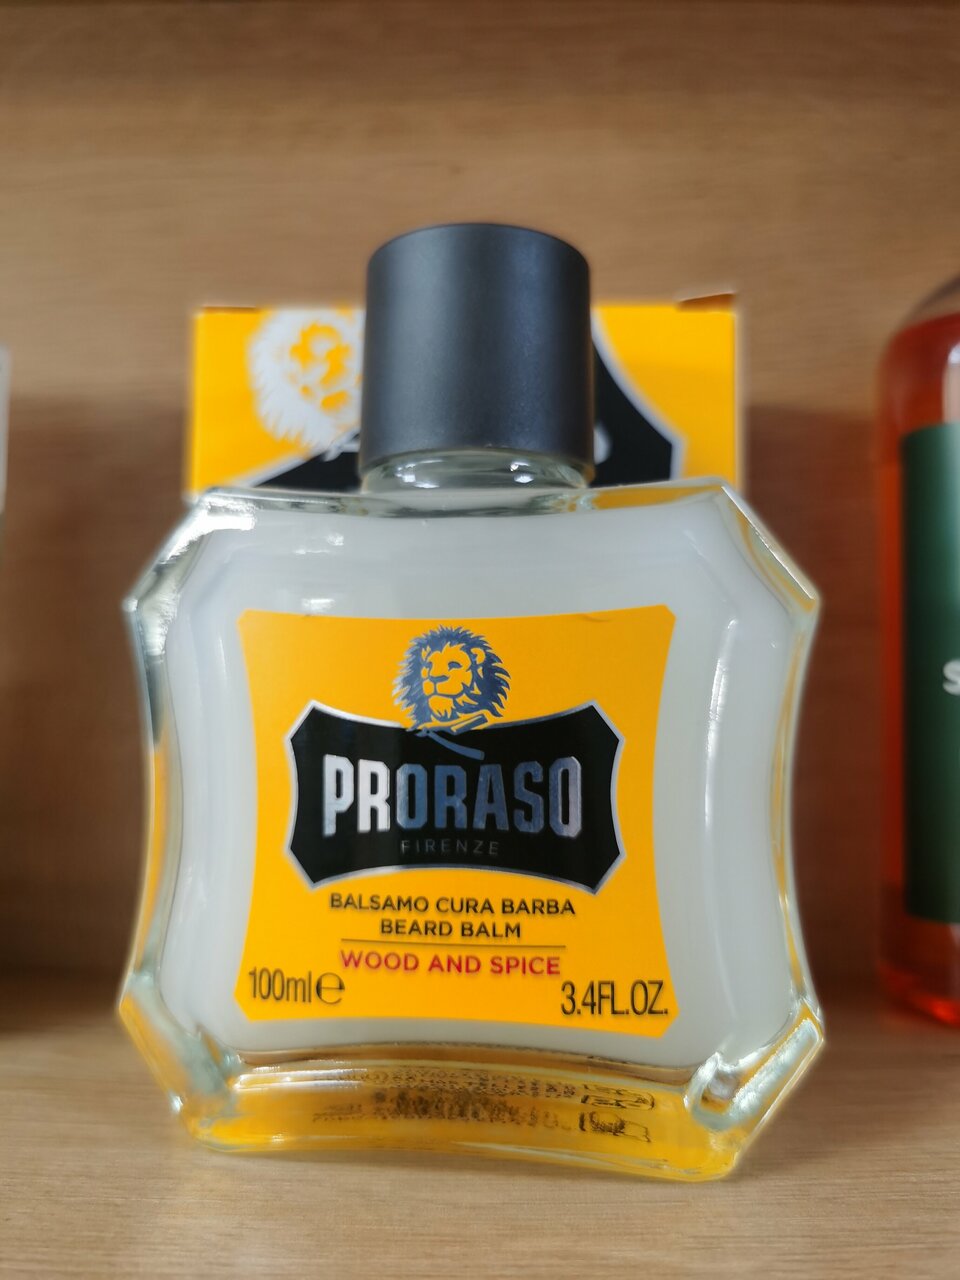 PRORASO
FIRENZE
BALSAMO CURA BARBA
BEARD BALM
WOOD AND SPICE
100ml℮ 3.4FL.OZ.
S